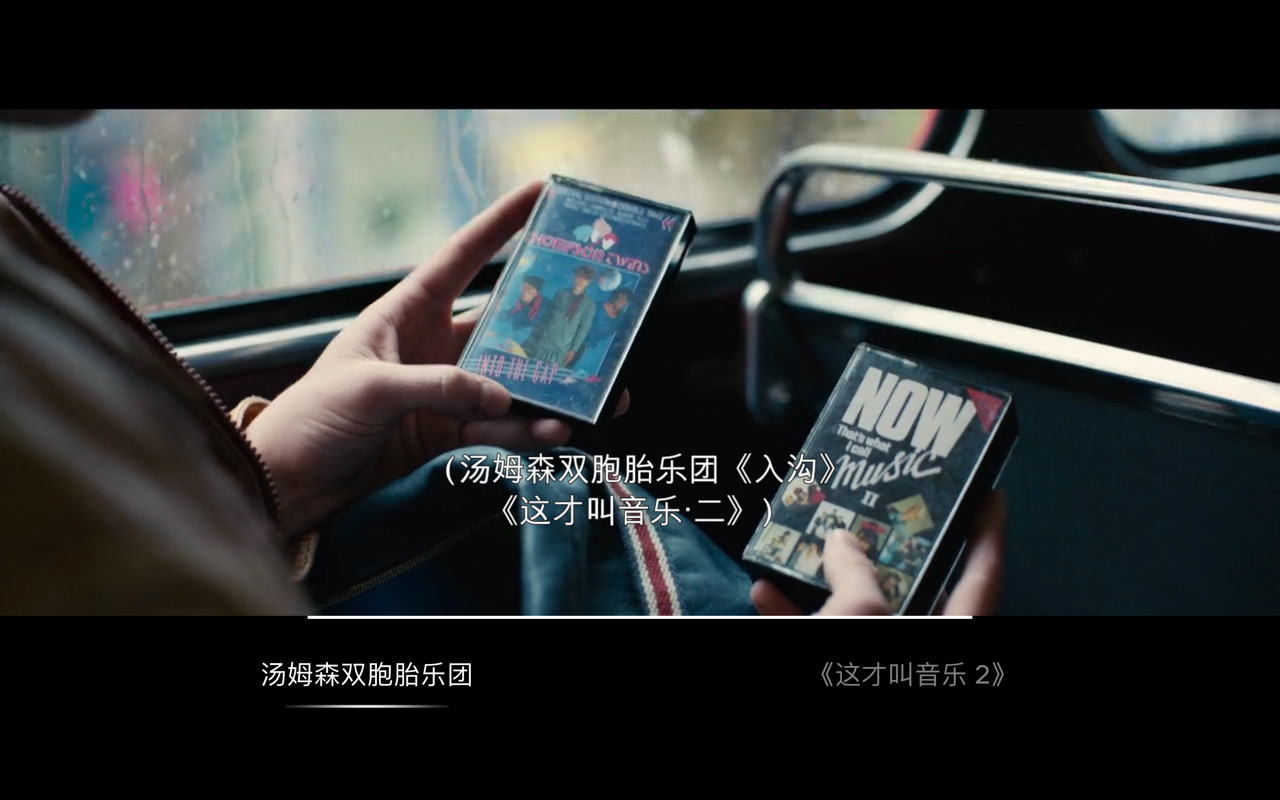 THOMPSON TWINS
INTO THE GAP
NOW
That's what
I call
Music
II
(汤姆森双胞胎乐团《入沟》
《这才叫音乐·二》)
汤姆森双胞胎乐团
《这才叫音乐 2》